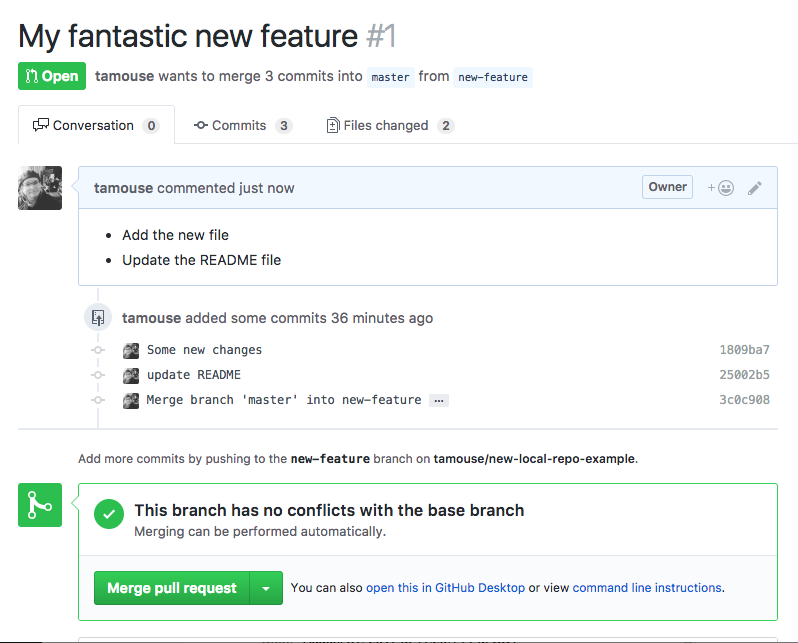 My fantastic new feature #1
Open tamouse wants to merge 3 commits into master from new-feature
Conversation 0 Commits 3 Files changed 2
tamouse commented just now Owner +
Add the new file
Update the README file
tamouse added some commits 36 minutes ago
Some new changes 1809ba7
update README 25002b5
Merge branch 'master' into new-feature … 3c0c908
Add more commits by pushing to the new-feature branch on tamouse/new-local-repo-example.
This branch has no conflicts with the base branch
Merging can be performed automatically.
Merge pull request You can also open this in GitHub Desktop or view command line instructions.